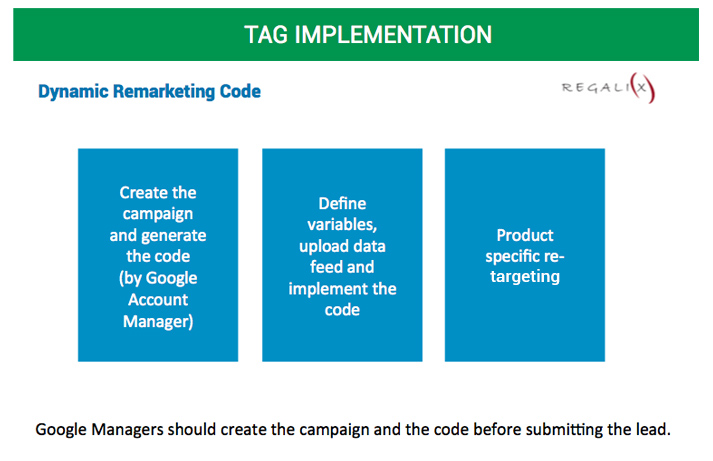 TAG IMPLEMENTATION
Dynamic Remarketing Code
REGALI(X)
Create the
campaign
and generate
the code
(by Google
Account
Manager)
Define
variables,
upload data
feed and
implement the
code
Product
specific re-
targeting
Google Managers should create the campaign and the code before submitting the lead.